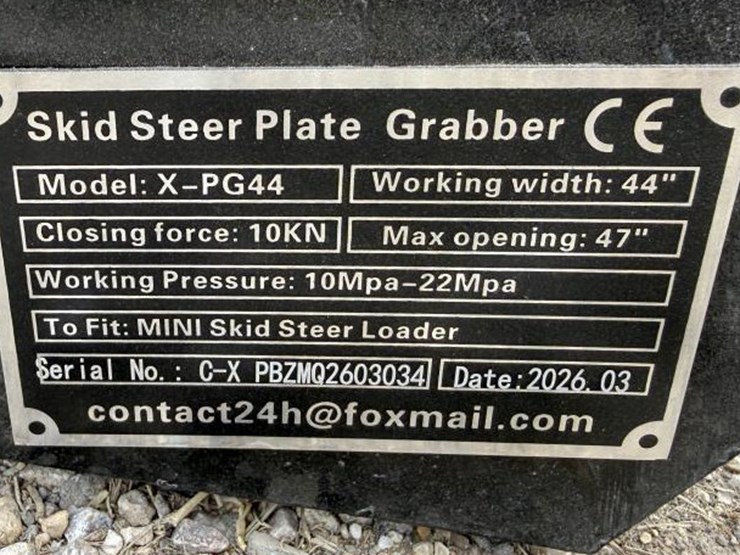 Skid Steer Plate Grabber CE
Model: X-PG44 Working width: 44"
Closing force: 10KN Max opening: 47"
Working Pressure: 10Mpa-22Mpa
To Fit: MINI Skid Steer Loader
Serial No.: C-X PBZMQ2603034 Date:2026.03
contact24h@foxmail.com